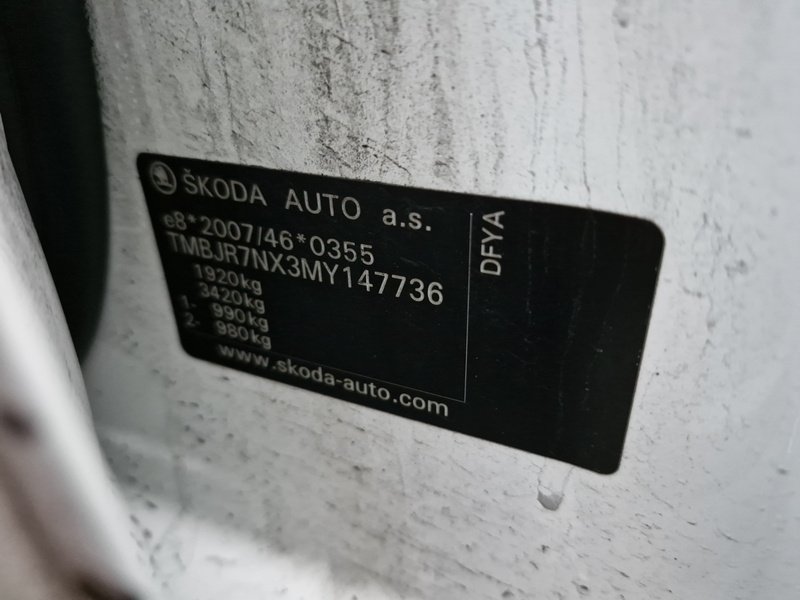 ŠKODA AUTO a.s.
e8*2007/46*0355
TMBJR7NX3MY147736
1920kg
3420kg
1- 990kg
2- 980kg
www.skoda-auto.com
DFYA